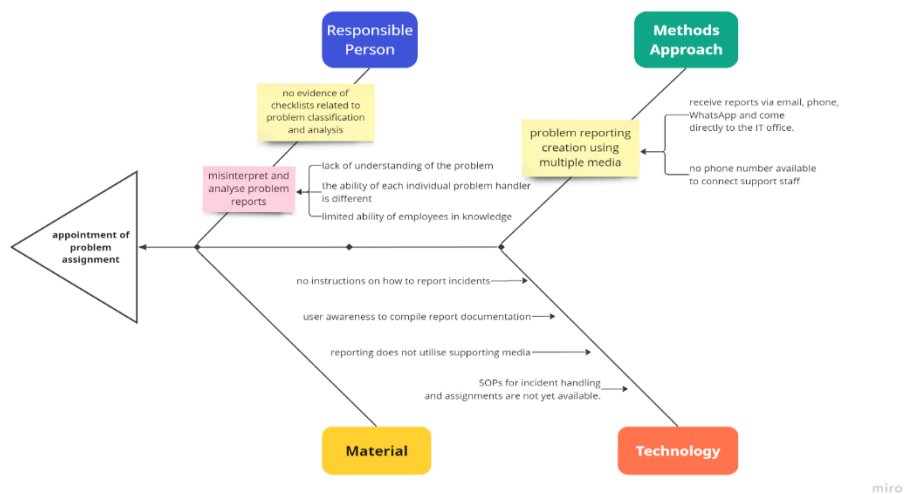 Responsible
Person
Methods
Approach
no evidence of
checklists related to
problem classification
and analysis
problem reporting
creation using
multiple media
receive reports via email, phone,
WhatsApp and come
directly to the IT office.
no phone number available
to connect support staff
misinterpret and
analyse problem
reports
lack of understanding of the problem
the ability of each individual problem handler
is different
limited ability of employees in knowledge
appointment of
problem
assignment
no instructions on how to report incidents
user awareness to compile report documentation
reporting does not utilise supporting media
SOPs for incident handling
and assignments are not yet available.
Material
Technology
miro